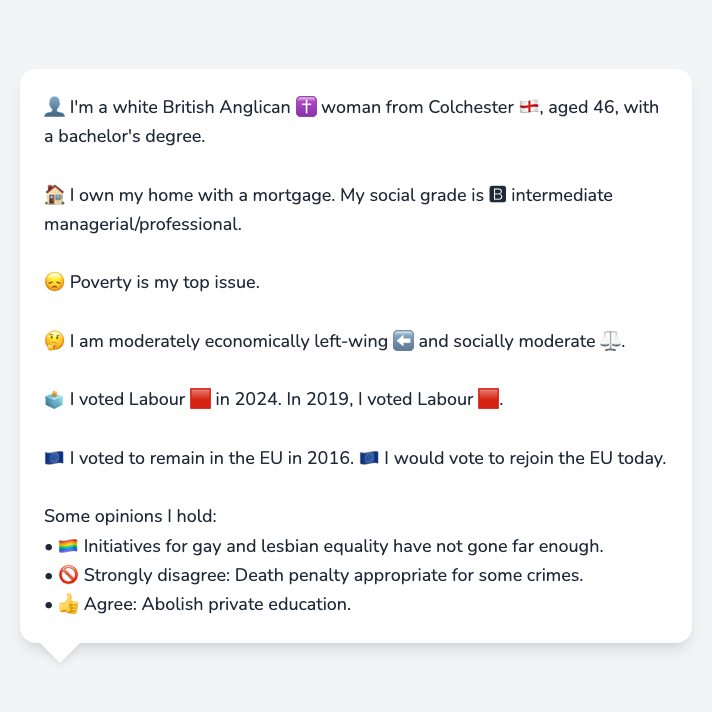 👤 I'm a white British Anglican ✝️ woman from Colchester 🏴󠁧󠁢󠁥󠁮󠁧󠁿, aged 46, with
a bachelor's degree.
🏠 I own my home with a mortgage. My social grade is 🅱 intermediate
managerial/professional.
😞 Poverty is my top issue.
🤔 I am moderately economically left-wing ⬅️ and socially moderate ⚖️.
🗳️ I voted Labour 🟥 in 2024. In 2019, I voted Labour 🟥.
🇪🇺 I voted to remain in the EU in 2016. 🇪🇺 I would vote to rejoin the EU today.
Some opinions I hold:
• 🏳️‍🌈 Initiatives for gay and lesbian equality have not gone far enough.
• 🚫 Strongly disagree: Death penalty appropriate for some crimes.
• 👍 Agree: Abolish private education.